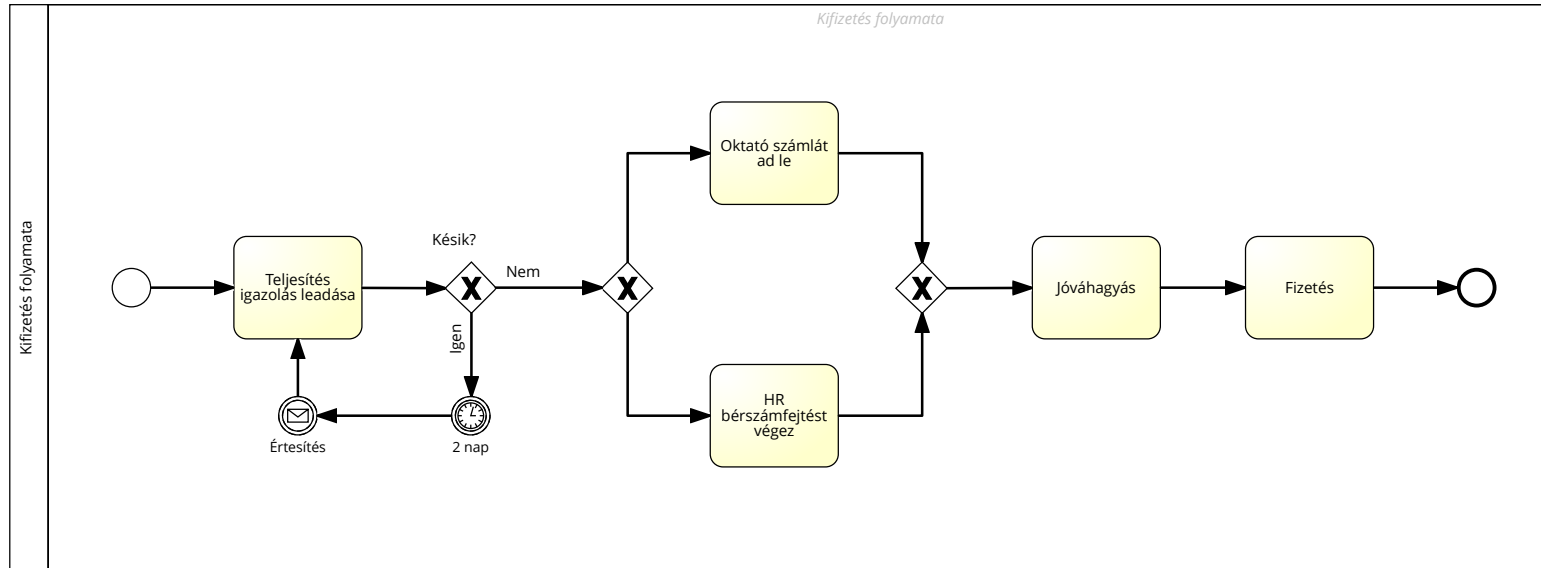 Kifizetés folyamata
Kifizetés folyamata
Oktató számlát
ad le
Késik?
Nem
Teljesítés
igazolás leadása
Jóváhagyás
Fizetés
Igen
HR
bérszámfejtést
végez
Értesítés
2 nap